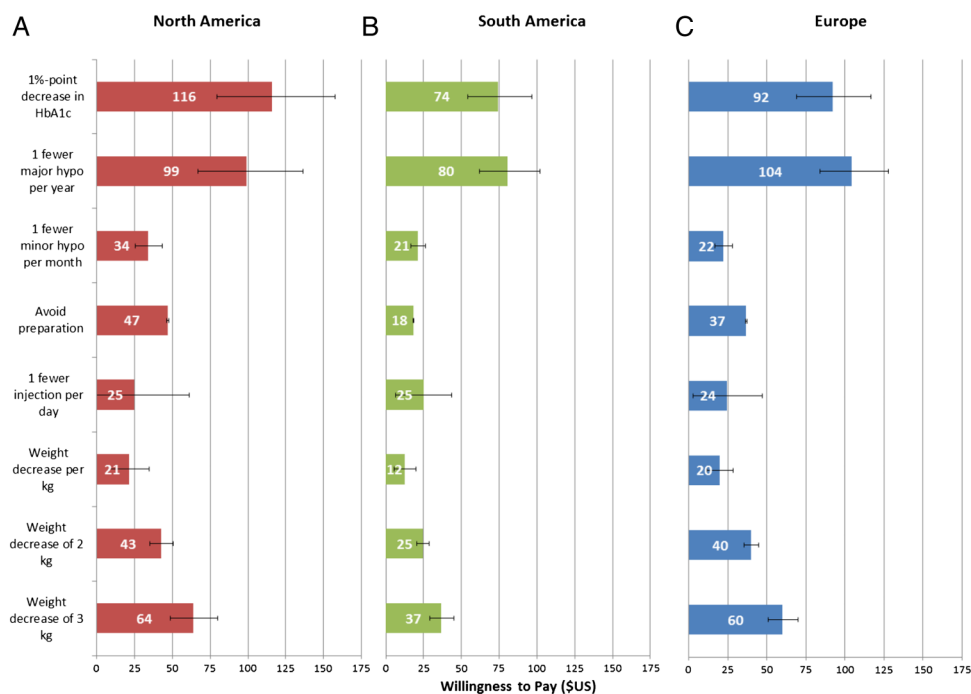 A North America B South America C Europe
1%-point
decrease in
HbA1c
116 74 92
1 fewer
major hypo
per year
99 80 104
1 fewer
minor hypo
per month
34 21 22
Avoid
preparation
47 18 37
1 fewer
injection per
day
25 25 24
Weight
decrease per
kg
21 12 20
Weight
decrease of 2
kg
43 25 40
Weight
decrease of 3
kg
64 37 60
0 25 50 75 100 125 150 175 0 25 50 75 100 125 150 175 0 25 50 75 100 125 150 175
Willingness to Pay ($US)